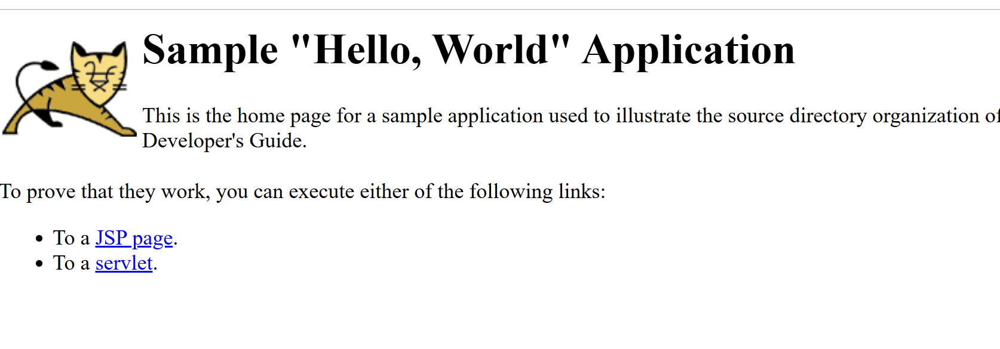 Sample "Hello, World" Application
This is the home page for a sample application used to illustrate the source directory organization of
Developer's Guide.
To prove that they work, you can execute either of the following links:
• To a JSP page.
• To a servlet.